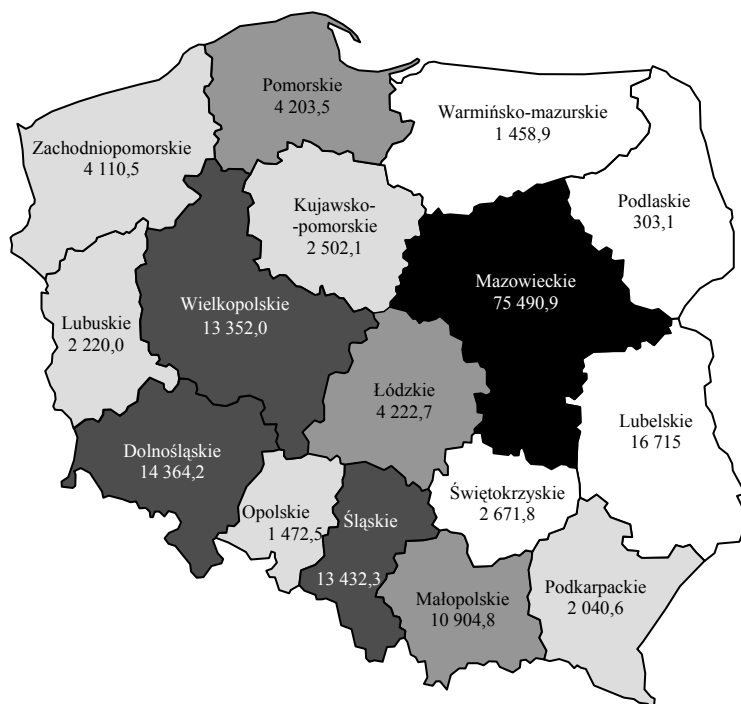 Pomorskie
4 203,5
Warmińsko-mazurskie
1 458,9
Zachodniopomorskie
4 110,5
Podlaskie
303,1
Kujawsko-
-pomorskie
2 502,1
Mazowieckie
75 490,9
Wielkopolskie
13 352,0
Lubuskie
2 220,0
Łódzkie
4 222,7
Lubelskie
16 715
Dolnośląskie
14 364,2
Świętokrzyskie
2 671,8
Opolskie
1 472,5
Śląskie
13 432,3
Małopolskie
10 904,8
Podkarpackie
2 040,6